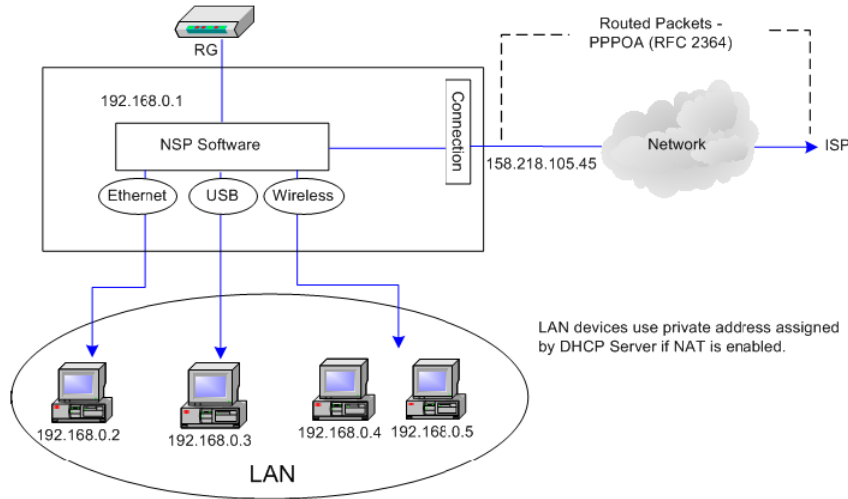 RG
Routed Packets -
PPPOA (RFC 2364)
192.168.0.1
Connection
NSP Software
Network
ISP
158.218.105.45
Ethernet
USB
Wireless
LAN devices use private address assigned
by DHCP Server if NAT is enabled.
192.168.0.2
192.168.0.3
192.168.0.4
192.168.0.5
LAN